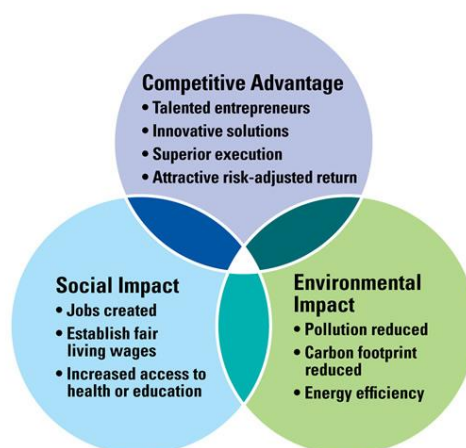 Competitive Advantage
• Talented entrepreneurs
• Innovative solutions
• Superior execution
• Attractive risk-adjusted return
Social Impact
• Jobs created
• Establish fair
living wages
• Increased access to
health or education
Environmental
Impact
• Pollution reduced
• Carbon footprint
reduced
• Energy efficiency